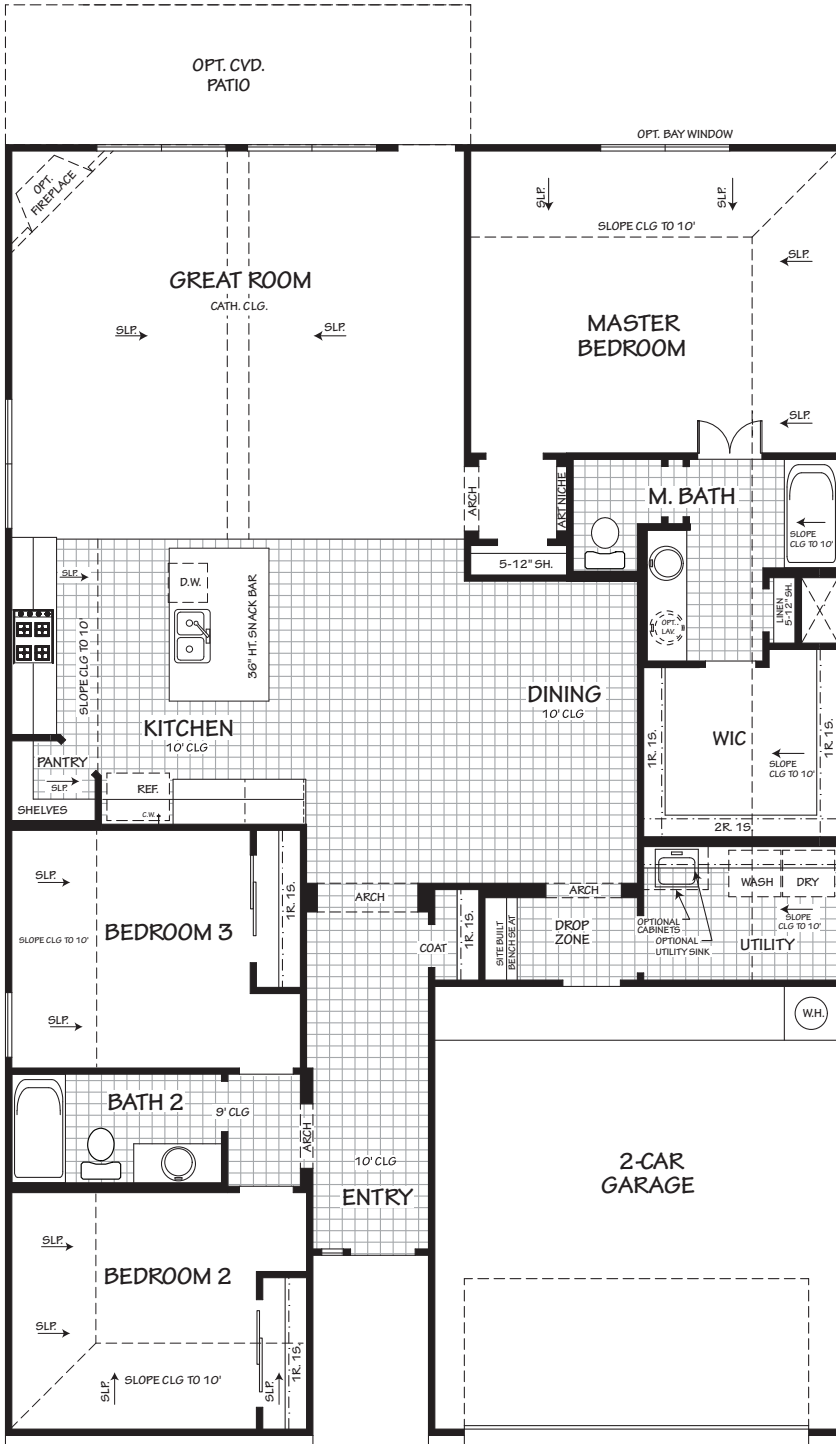 OPT. CVD.
PATIO
OPT. BAY WINDOW
OPT.
FIREPLACE
SLP.
SLP.
SLOPE CLG TO 10'
SLP.
GREAT ROOM
CATH. CLG.
SLP.
SLP.
MASTER
BEDROOM
SLP.
ARCH
ART NICHE
M. BATH
SLOPE
CLG TO 10'
5-12" SH.
SLP.
D.W.
36" HT. SNACK BAR
SLOPE CLG TO 10'
OPT.
LAV.
LINEN
5-12" SH.
X
KITCHEN
10' CLG
DINING
10' CLG
1R. 1S.
WIC
1R. 1S.
SLOPE
CLG TO 10'
PANTRY
SLP.
SHELVES
REF.
C.W.
2R. 1S.
WASH
DRY
SLOPE
CLG TO 10'
OPTIONAL
CABINETS
OPTIONAL
UTILITY SINK
UTILITY
SLP.
1R. 1S.
ARCH
ARCH
SLOPE CLG TO 10'
BEDROOM 3
COAT
1R. 1S.
SITE BUILT
BENCH SEAT
DROP
ZONE
SLP.
W.H.
BATH 2
9' CLG
ARCH
10' CLG
ENTRY
2-CAR
GARAGE
SLP.
BEDROOM 2
SLP.
SLP.
SLOPE CLG TO 10'
SLP.
1R. 1S.